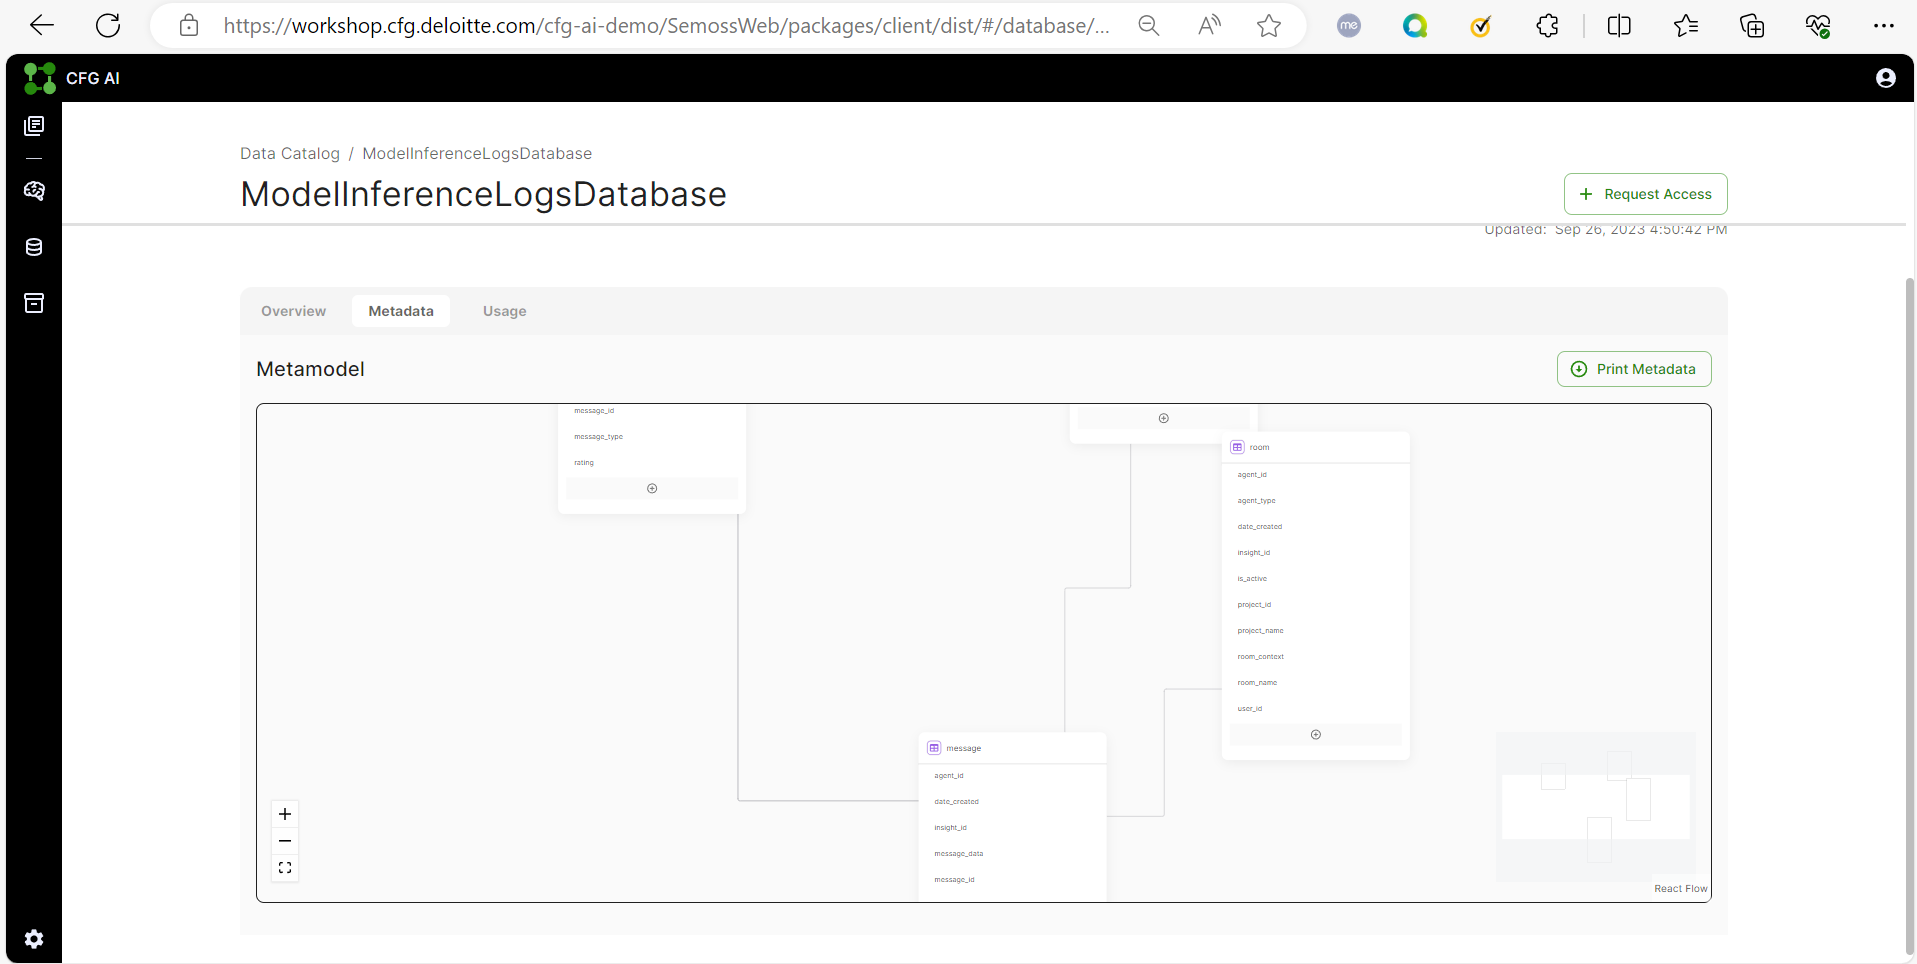 https://workshop.cfg.deloitte.com/cfg-ai-demo/SemossWeb/packages/client/dist/#/database/...
me
CFG AI
Data Catalog / ModelInferenceLogsDatabase
ModelInferenceLogsDatabase
+ Request Access
Updated: Sep 26, 2023 4:50:42 PM
Overview
Metadata
Usage
Metamodel
Print Metadata
message_id
message_type
rating
room
agent_id
agent_type
date_created
insight_id
is_active
project_id
project_name
room_context
room_name
user_id
message
agent_id
date_created
insight_id
message_data
message_id
React Flow